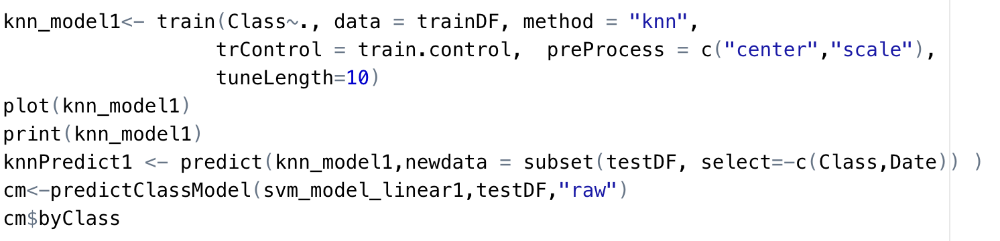 knn_model1<- train(Class~., data = trainDF, method = "knn",
trControl = train.control,  preProcess = c("center","scale"),
tuneLength=10)
plot(knn_model1)
print(knn_model1)
knnPredict1 <- predict(knn_model1,newdata = subset(testDF, select=-c(Class,Date)) )
cm<-predictClassModel(svm_model_linear1,testDF,"raw")
cm$byClass